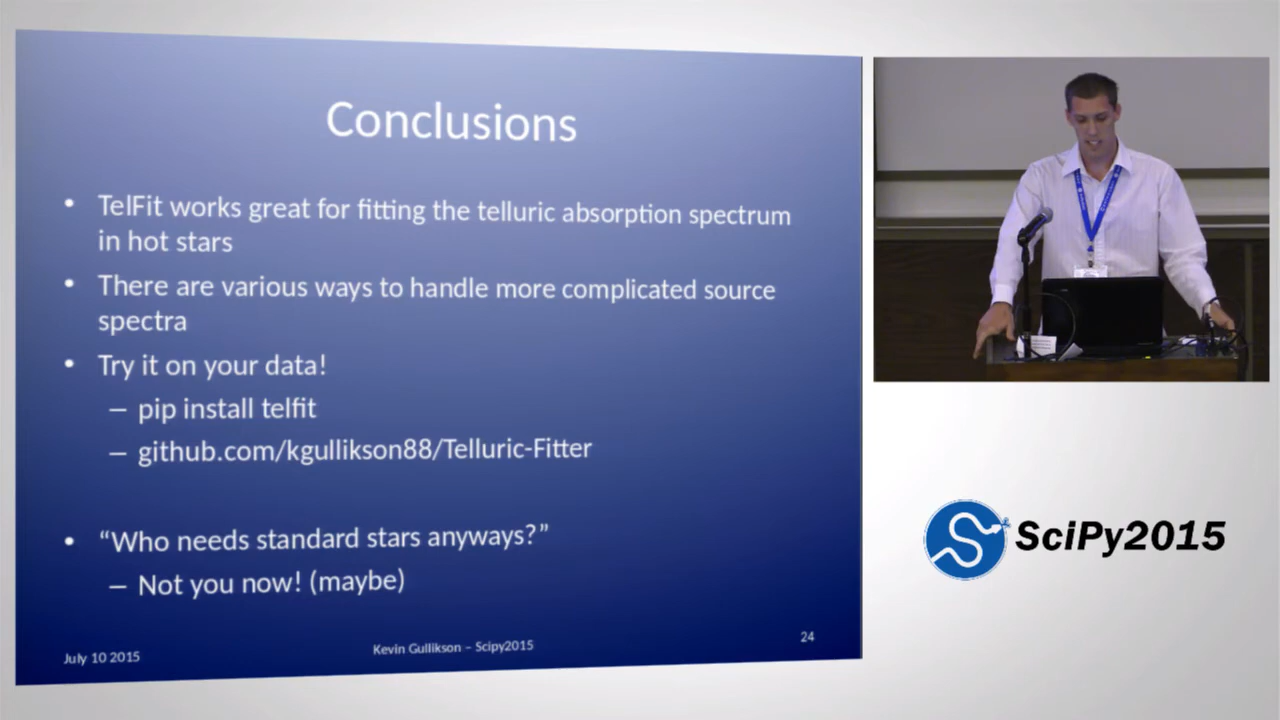 Conclusions
• TelFit works great for fitting the telluric absorption spectrum
in hot stars
• There are various ways to handle more complicated source
spectra
• Try it on your data!
– pip install telfit
– github.com/kgullikson88/Telluric-Fitter
• “Who needs standard stars anyways?”
– Not you now! (maybe)
July 10 2015
Kevin Gullikson – Scipy2015
24
SciPy2015